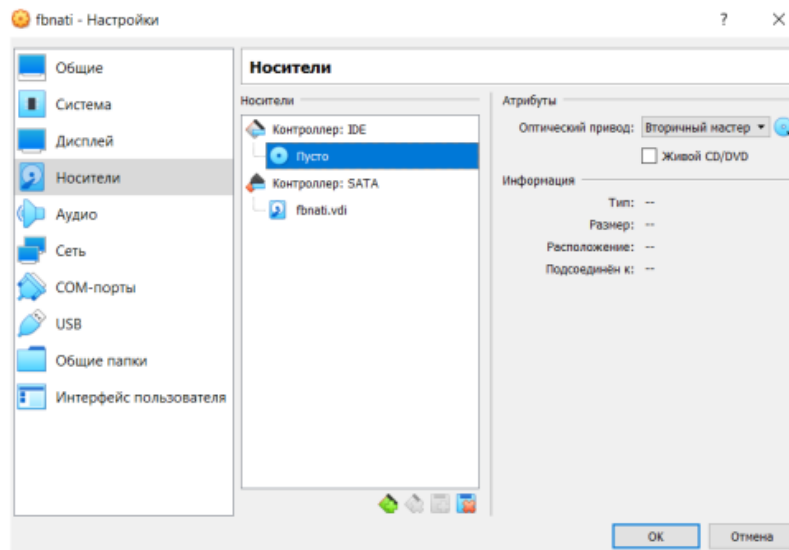 fbnati - Настройки
?
Общие
Система
Дисплей
Носители
Аудио
Сеть
COM-порты
USB
Общие папки
Интерфейс пользователя
Носители
Носители
Контроллер: IDE
Пусто
Контроллер: SATA
fbnati.vdi
Атрибуты
Оптический привод: Вторичный мастер
Живой CD/DVD
Информация
Тип: --
Размер: --
Расположение: --
Подсоединён к: --
OK
Отмена